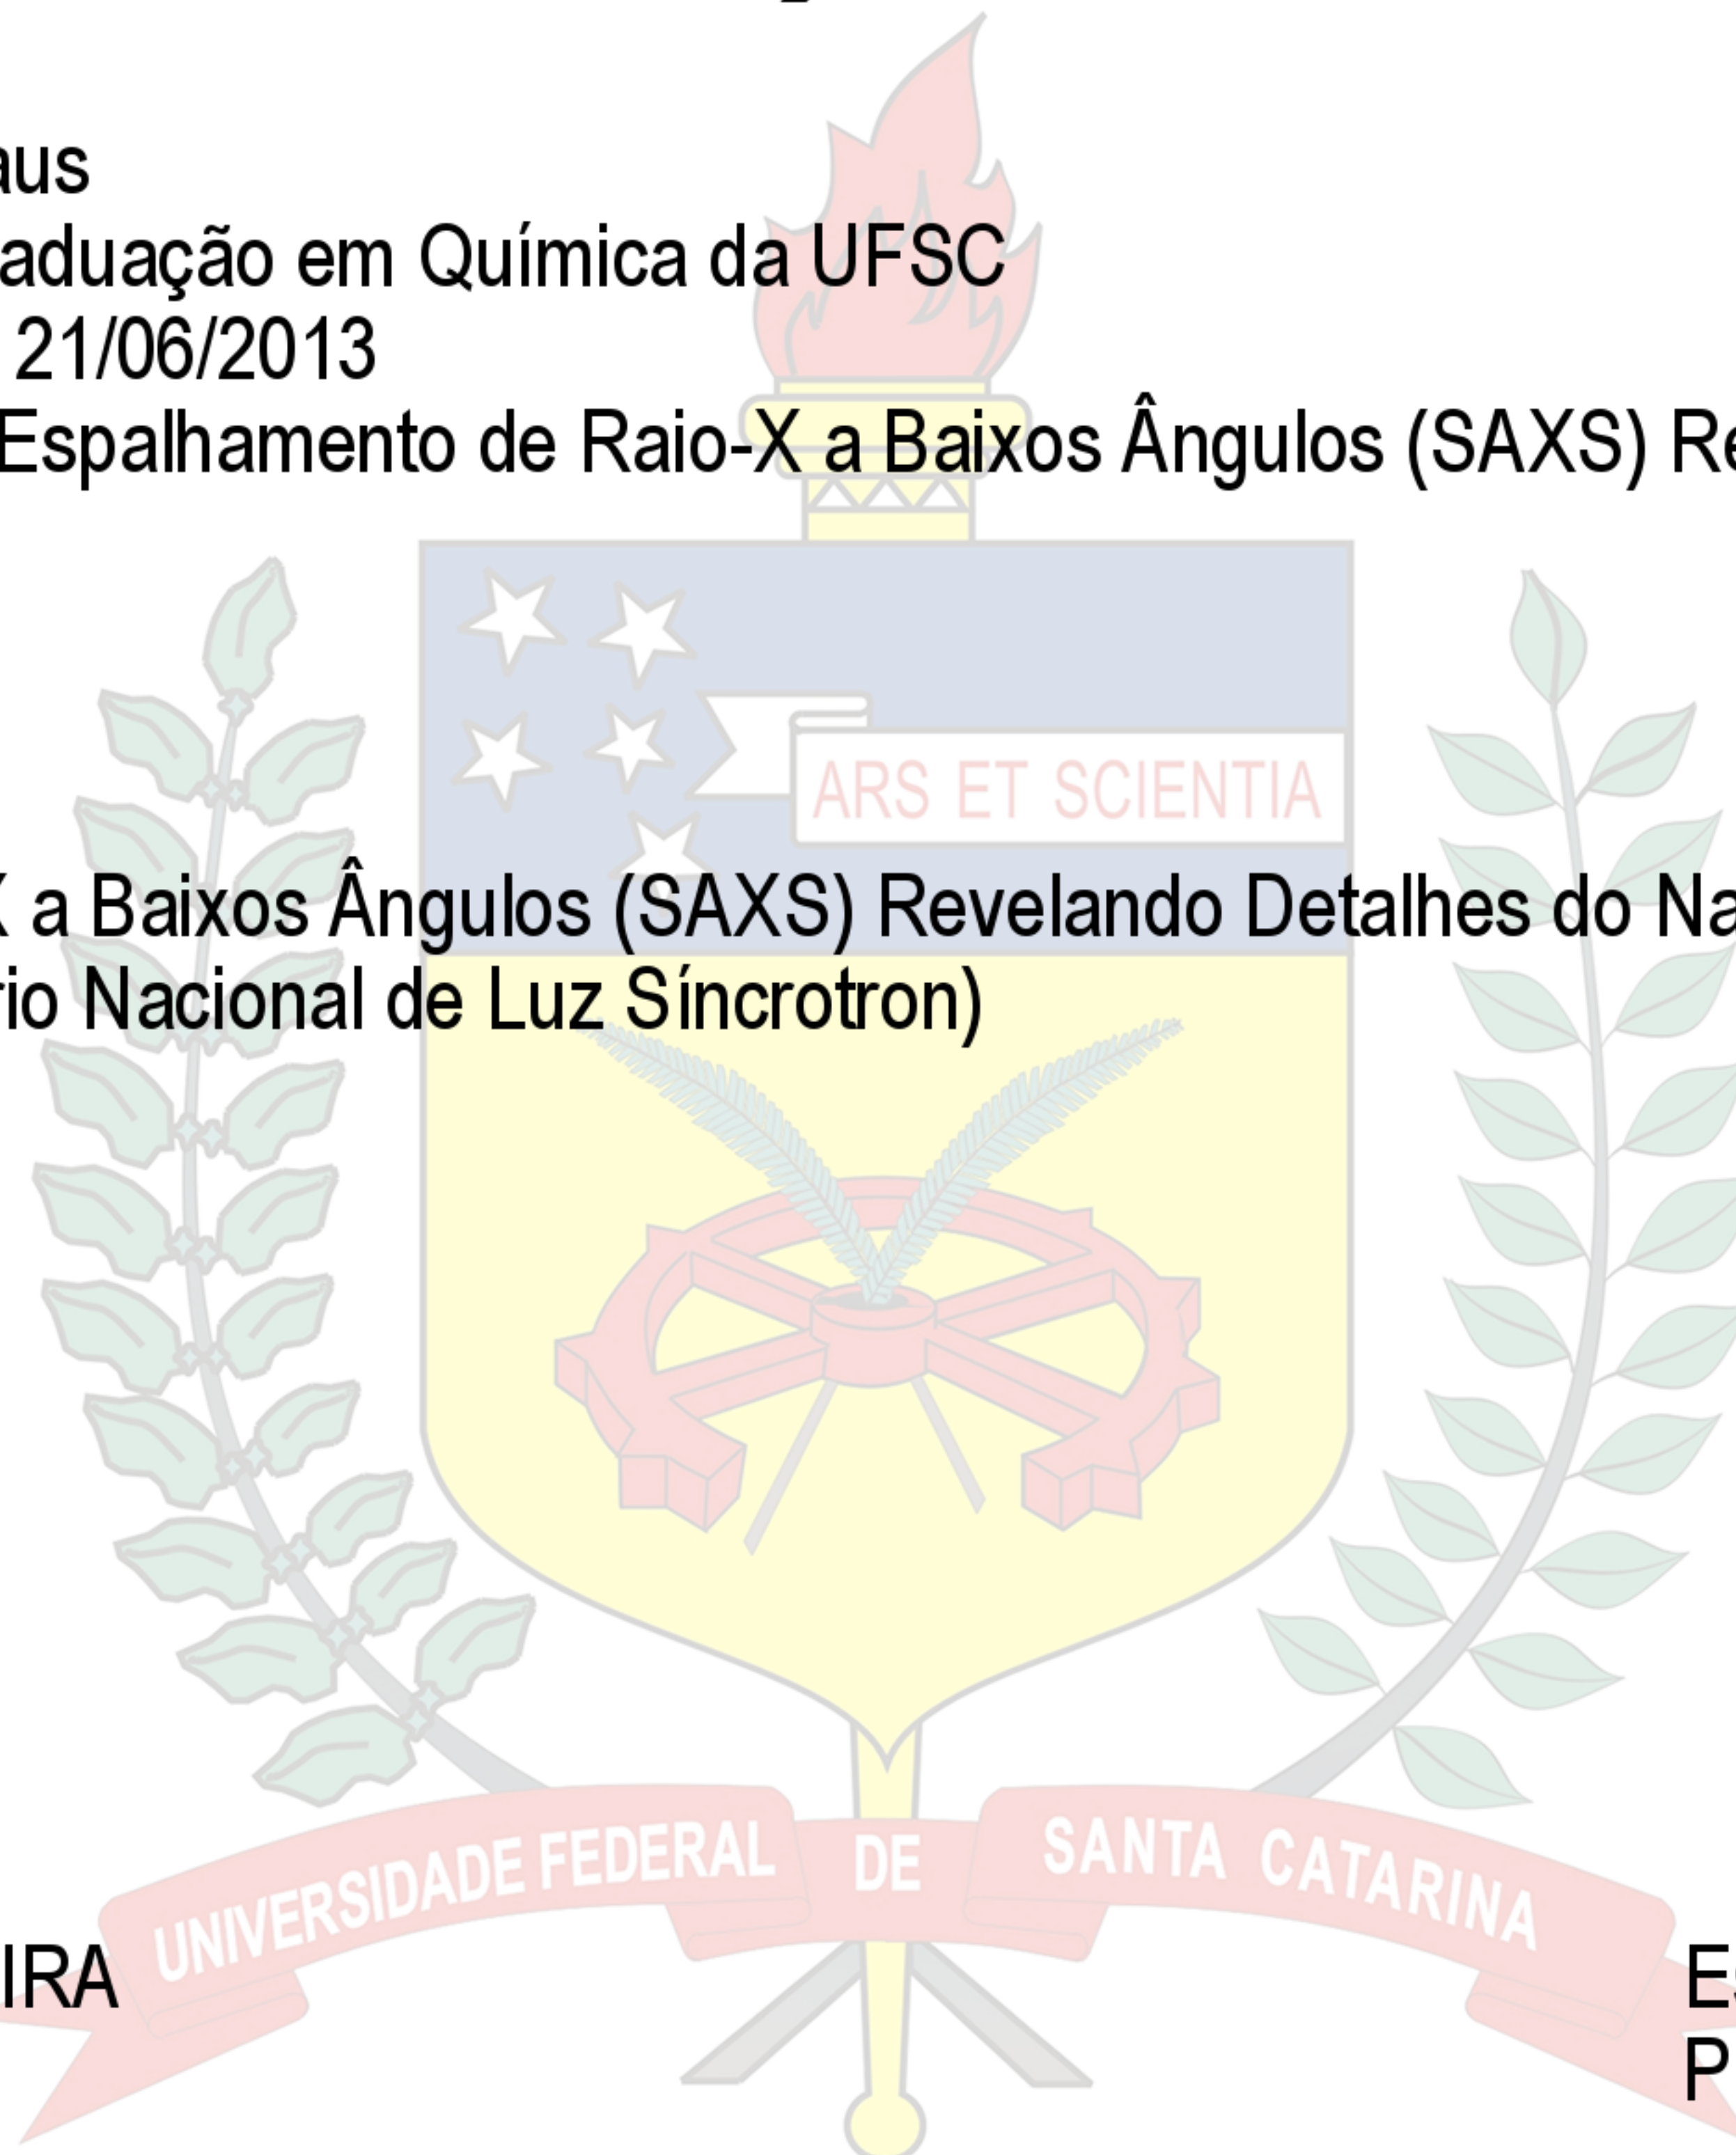 aus
aduação em Química da UFSC
21/06/2013
Espalhamento de Raio-X a Baixos Ângulos (SAXS) Re
ARS ET SCIENTIA
X a Baixos Ângulos (SAXS) Revelando Detalhes do Na
rio Nacional de Luz Síncrotron)
UNIVERSIDADE FEDERAL DE SANTA CATARINA
IRA
Es
P